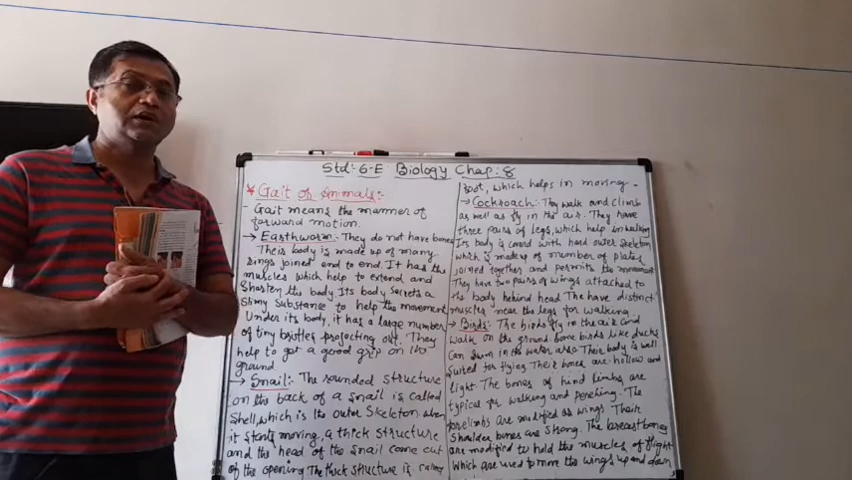 Std:- 6-E Biology Chap:- 8
* Gait of Animals:-
Gait means the manner of
forward motion.
→ Earthworm:- They do not have bones
Their body is made up of many
rings joined end to end. It has the
muscles which help to extend and
shorten the body. Its body secrets a
Slimy Substance to help the movement.
Under its body, it has a large number
of tiny bristles projecting out. They
help to get a good grip on the
ground
→ Snail:- The rounded structure
on the back of a snail is called
Shell, which is the outer Skeleton when
it starts moving, a thick structure
and the head of the snail come out
of the opening The thick structure is called
foot, which helps in moving.
→ Cockroach:- They walk and climb
as well as fly in the air. They have
three pairs of legs, which help in walking
Its body is covered with hard outer skeleton
which is made up of number of plates
joined together and permits the movement
They have two pairs of wings attached to
the body behind head The have distinct
muscles near the legs for walking.
→ Birds:- The birds fly in the air and
walk on the ground. Some birds like ducks
can swim in the water also Their body is well
suited for flying Their bones are hollow and
light. The bones of hind limbs are
typical for walking and perching. The
forelimbs are modified as wings Their
Shoulder bones are strong. The breast bones
are modified to hold the muscles of flight
which are used to move the wings up and down